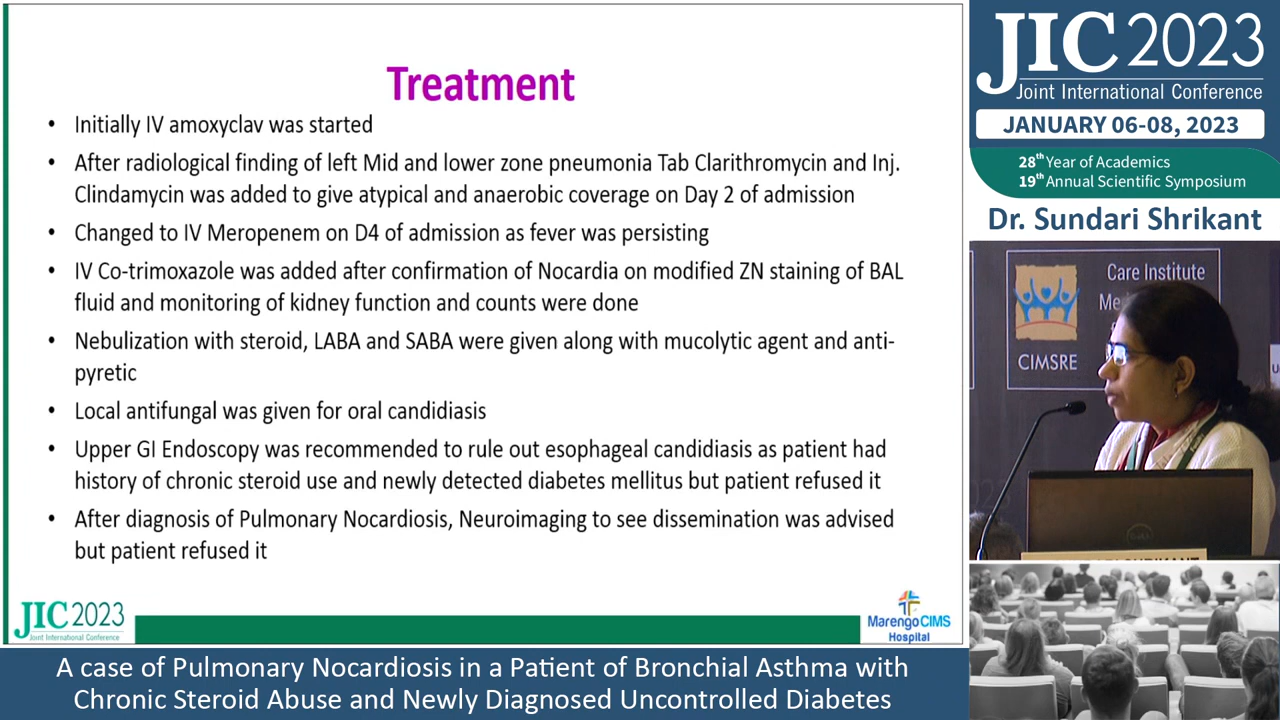 Treatment
• Initially IV amoxyclav was started
• After radiological finding of left Mid and lower zone pneumonia Tab Clarithromycin and Inj.
Clindamycin was added to give atypical and anaerobic coverage on Day 2 of admission
• Changed to IV Meropenem on D4 of admission as fever was persisting
• IV Co-trimoxazole was added after confirmation of Nocardia on modified ZN staining of BAL
fluid and monitoring of kidney function and counts were done
• Nebulization with steroid, LABA and SABA were given along with mucolytic agent and anti-
pyretic
• Local antifungal was given for oral candidiasis
• Upper GI Endoscopy was recommended to rule out esophageal candidiasis as patient had
history of chronic steroid use and newly detected diabetes mellitus but patient refused it
• After diagnosis of Pulmonary Nocardiosis, Neuroimaging to see dissemination was advised
but patient refused it
JIC 2023
Joint International Conference
MarengoCIMS
Hospital
JIC 2023
Joint International Conference
JANUARY 06-08, 2023
28th Year of Academics
19th Annual Scientific Symposium
Dr. Sundari Shrikant
Care Institute
Me
CIMSRE
A case of Pulmonary Nocardiosis in a Patient of Bronchial Asthma with
Chronic Steroid Abuse and Newly Diagnosed Uncontrolled Diabetes